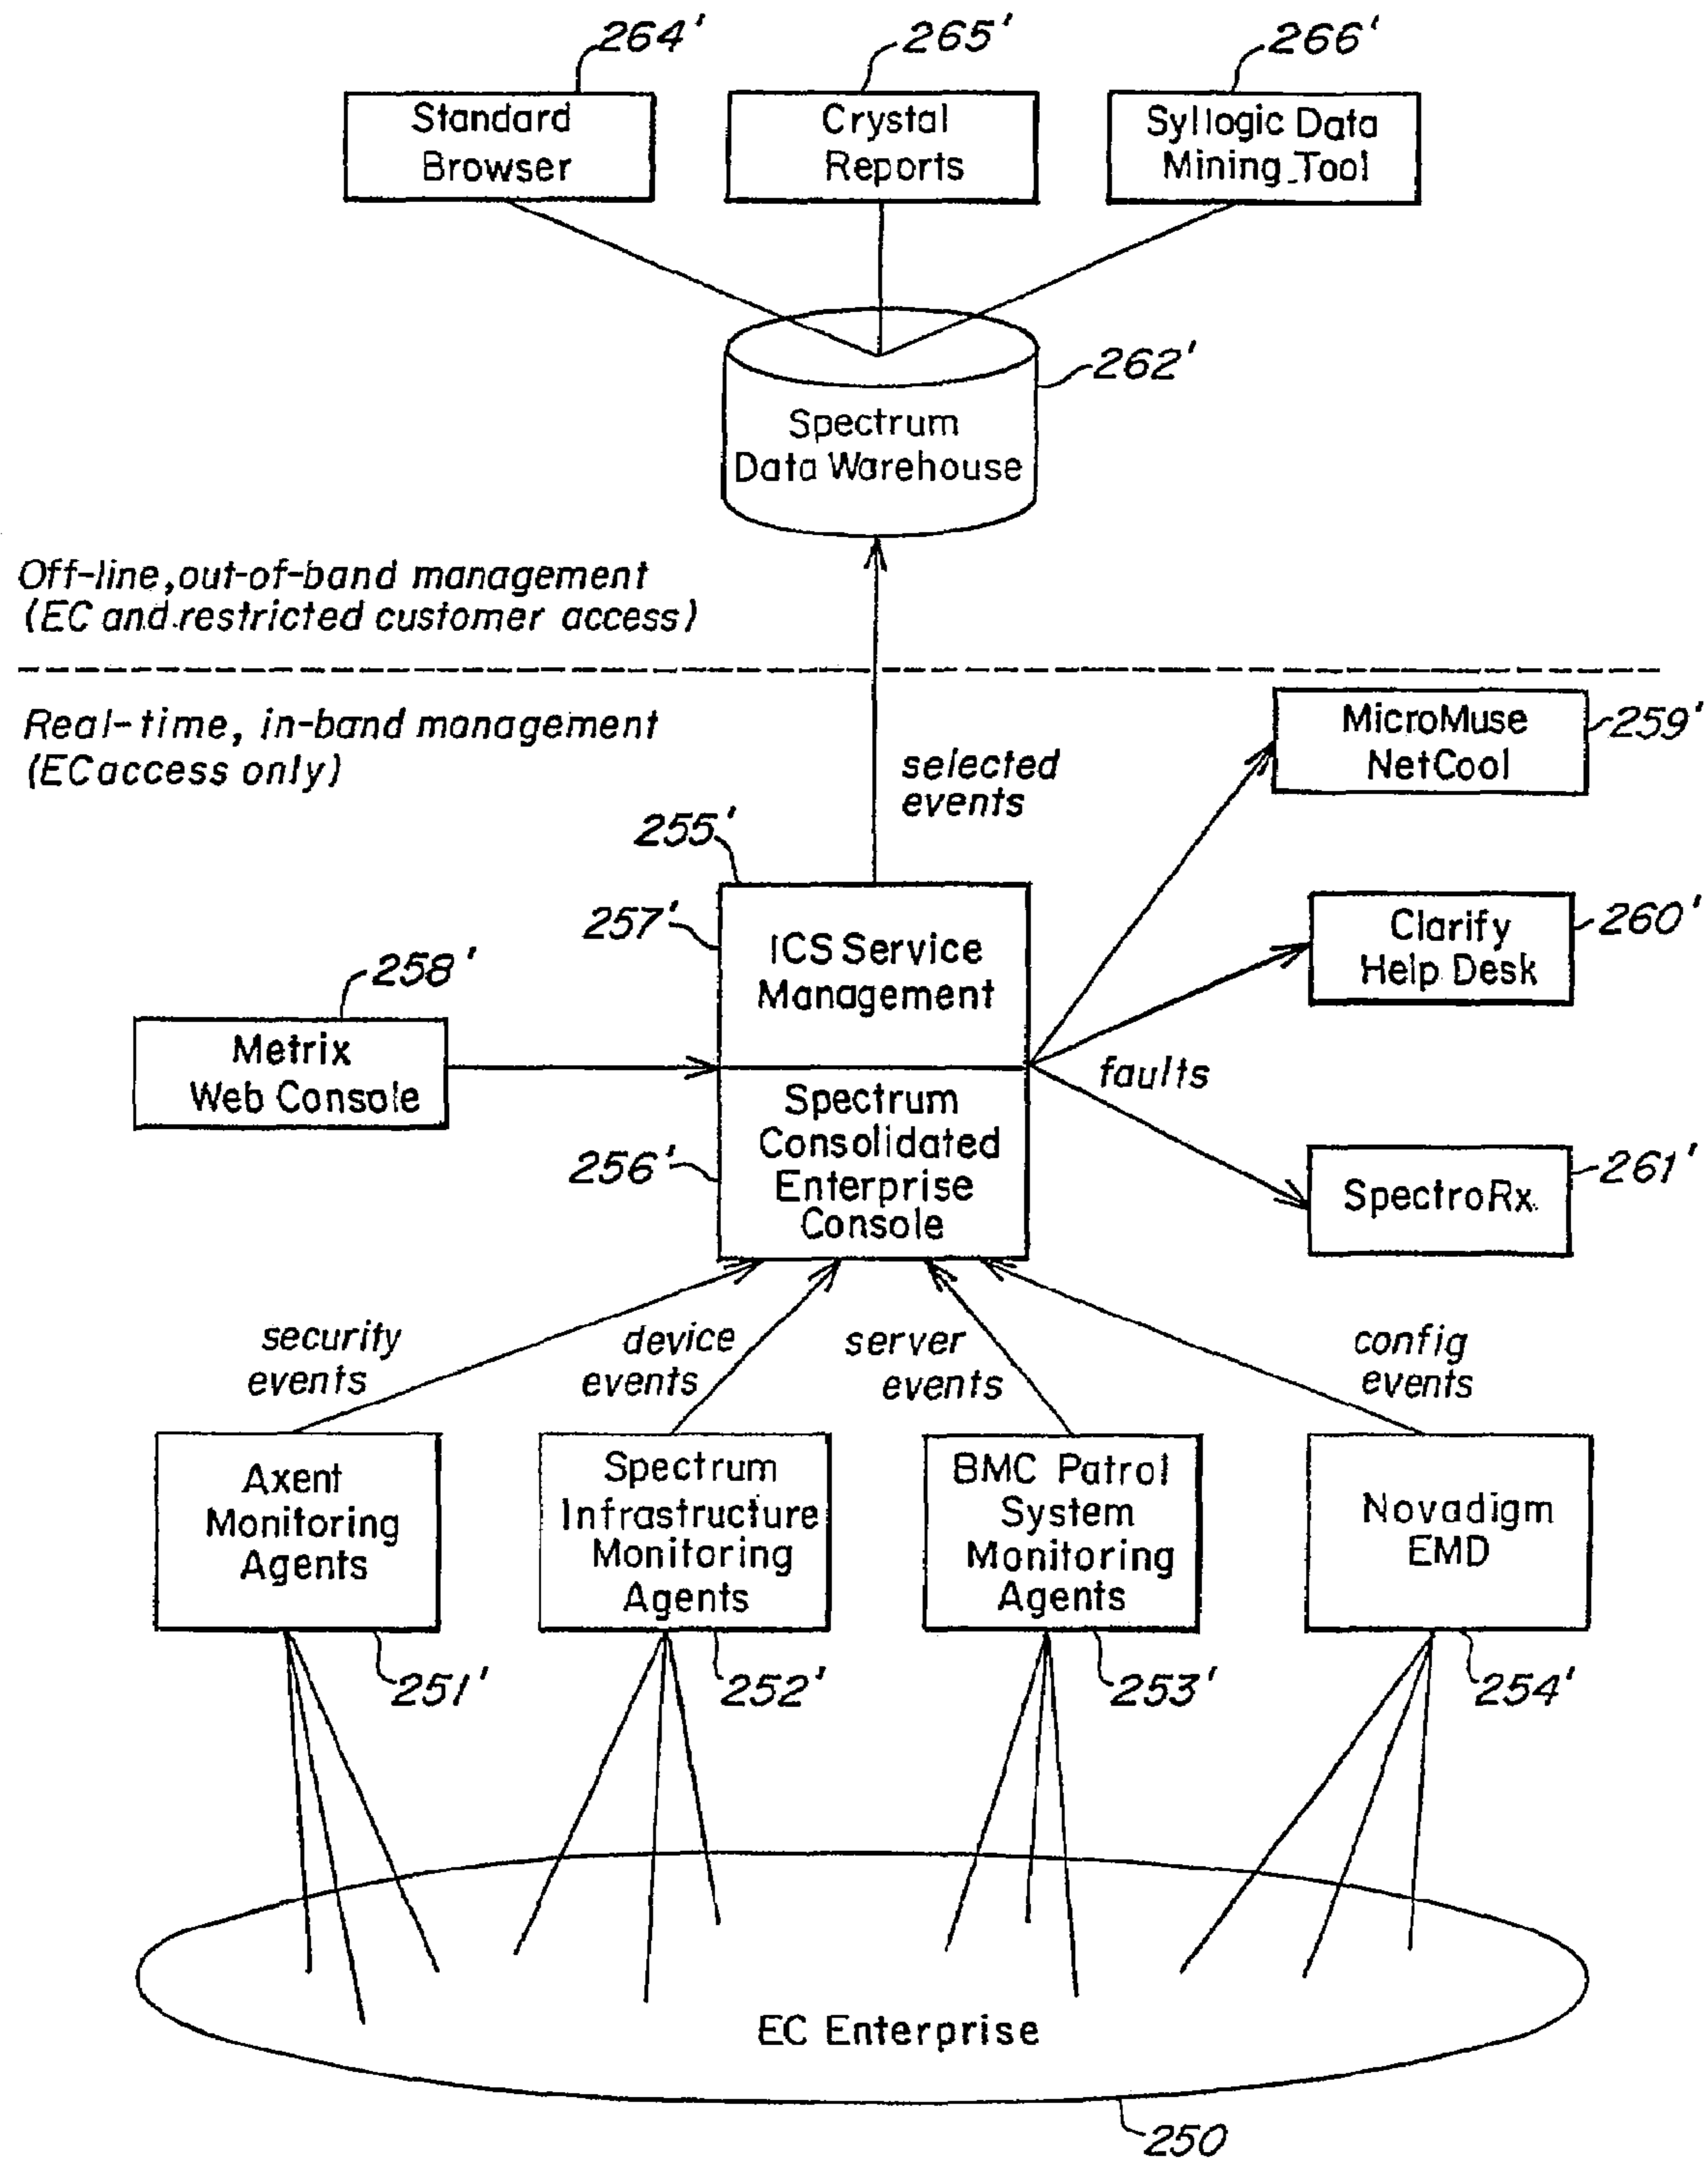 264'
265'
266'
Standard
Browser
Crystal
Reports
Syllogic Data
Mining Tool
262'
Spectrum
Data Warehouse
Off-line, out-of-band management
(EC and restricted customer access)
Real-time, in-band management
(EC access only)
selected
events
MicroMuse
NetCool
259'
255'
257'
ICS Service
Management
Clarify
Help Desk
260'
258'
Metrix
Web Console
faults
Spectrum
Consolidated
Enterprise
Console
256'
SpectroRx
261'
security
events
device
events
server
events
config
events
Axent
Monitoring
Agents
Spectrum
Infrastructure
Monitoring
Agents
BMC Patrol
System
Monitoring
Agents
Novadigm
EMD
251'
252'
253'
254'
EC Enterprise
250